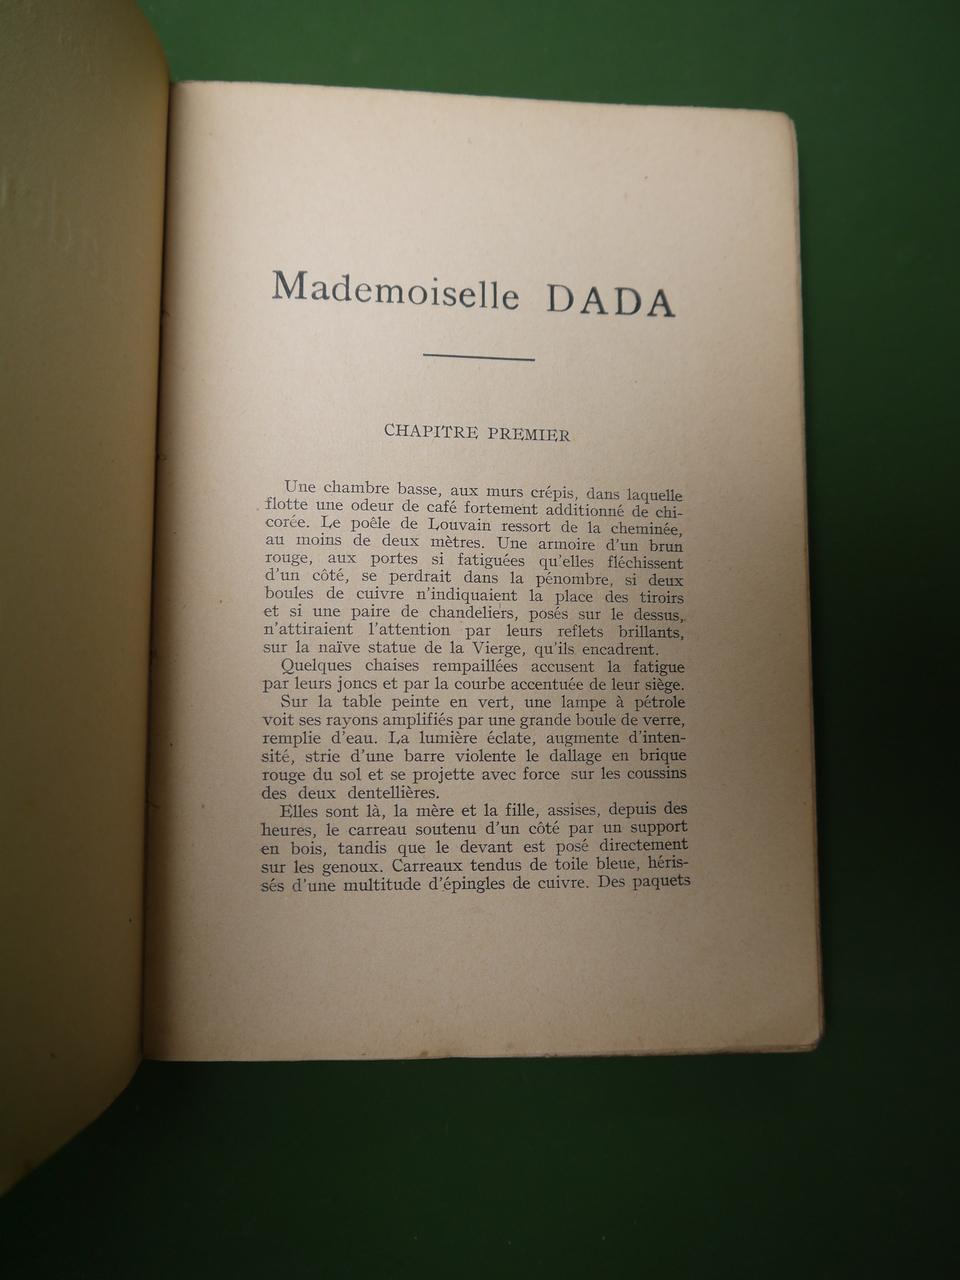 Mademoiselle DADA
CHAPITRE PREMIER
Une chambre basse, aux murs crépis, dans laquelle
flotte une odeur de café fortement additionné de chi-
corée. Le poêle de Louvain ressort de la cheminée,
au moins de deux mètres. Une armoire d'un brun
rouge, aux portes si fatiguées qu'elles fléchissent
d'un côté, se perdrait dans la pénombre, si deux
boules de cuivre n'indiquaient la place des tiroirs
et si une paire de chandeliers, posés sur le dessus,
n'attiraient l'attention par leurs reflets brillants,
sur la naïve statue de la Vierge, qu'ils encadrent.
Quelques chaises rempaillées accusent la fatigue
par leurs joncs et par la courbe accentuée de leur siège.
Sur la table peinte en vert, une lampe à pétrole
voit ses rayons amplifiés par une grande boule de verre,
remplie d'eau. La lumière éclate, augmente d'inten-
sité, strie d'une barre violente le dallage en brique
rouge du sol et se projette avec force sur les coussins
des deux dentellières.
Elles sont là, la mère et la fille, assises, depuis des
heures, le carreau soutenu d'un côté par un support
en bois, tandis que le devant est posé directement
sur les genoux. Carreaux tendus de toile bleue, héris-
sés d'une multitude d'épingles de cuivre. Des paquets